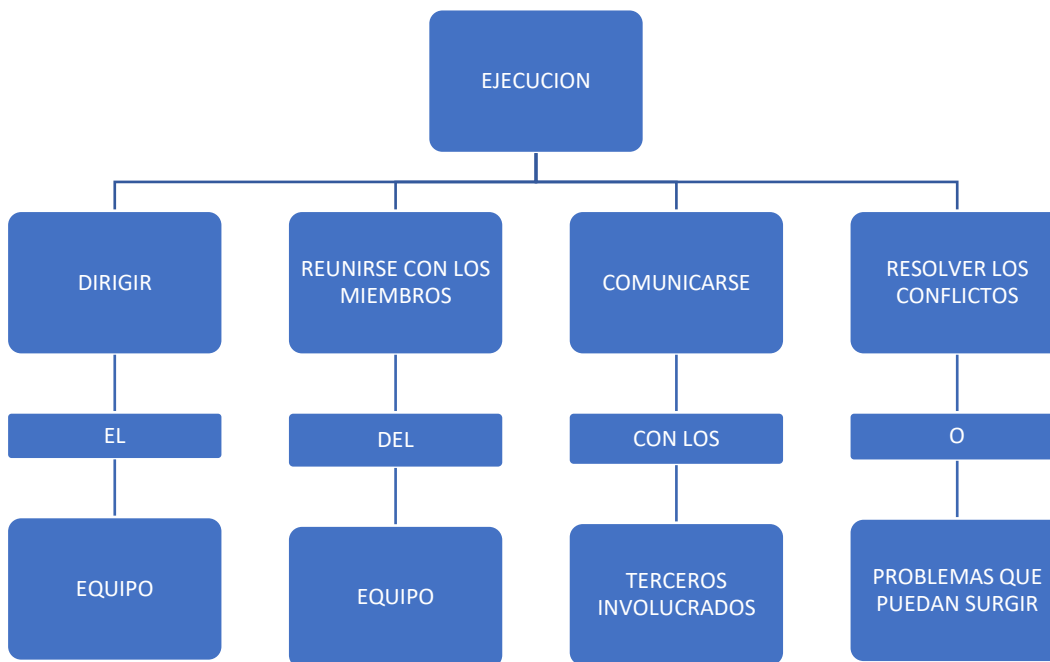 EJECUCION
DIRIGIR
REUNIRSE CON LOS
MIEMBROS
COMUNICARSE
RESOLVER LOS
CONFLICTOS
EL
DEL
CON LOS
O
EQUIPO
EQUIPO
TERCEROS
INVOLUCRADOS
PROBLEMAS QUE
PUEDAN SURGIR